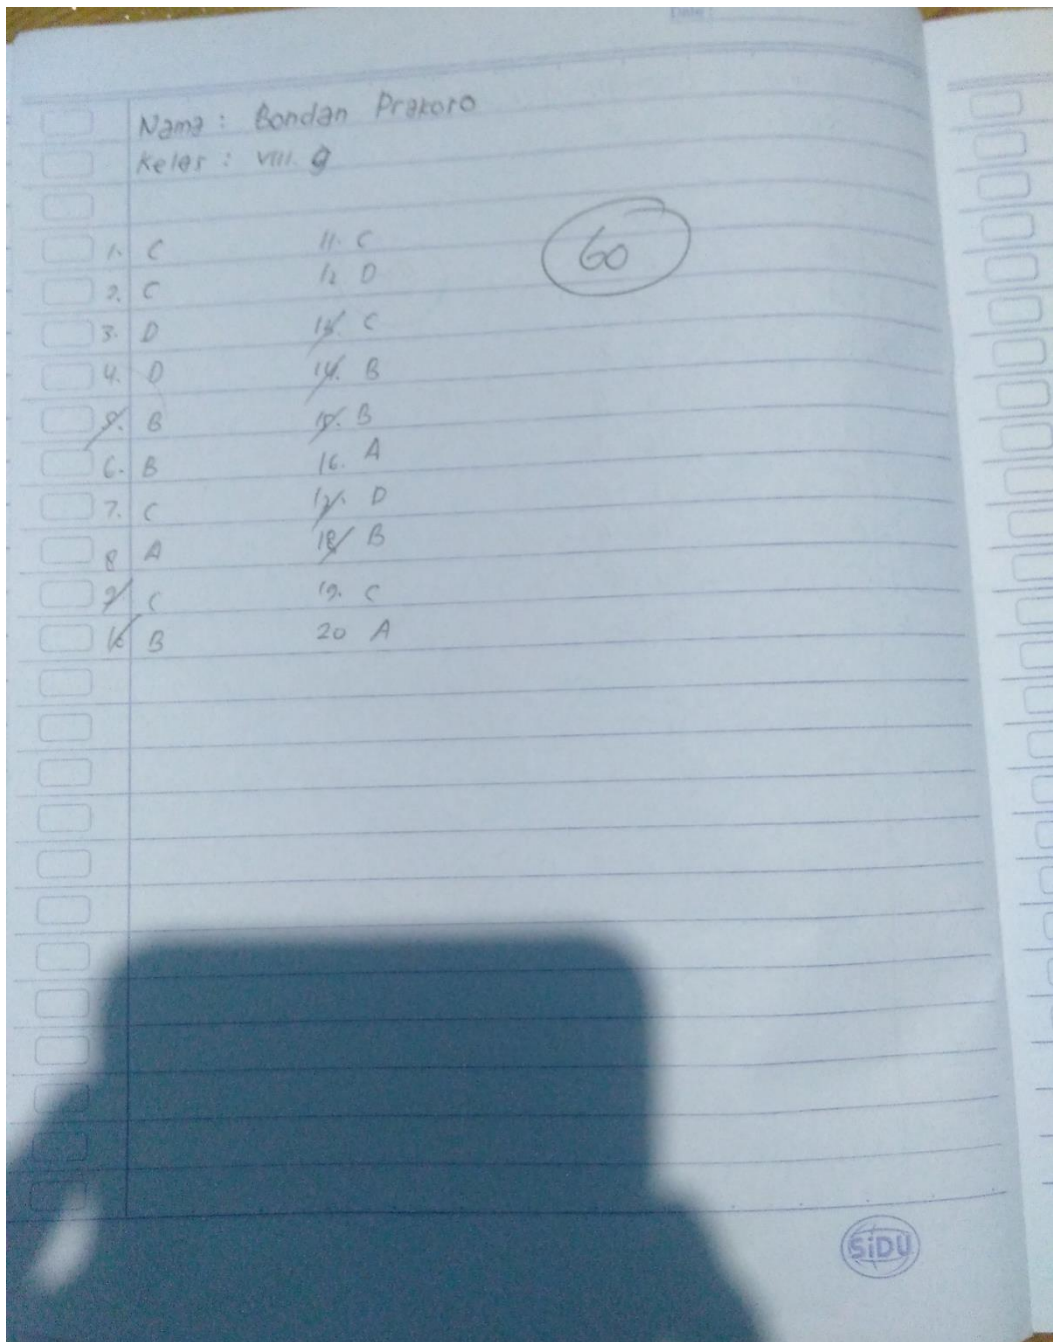 Date :
Nama : Bondan Prakoro
Kelas : VIII. g
1. C 11. C
2. C 12 D
3. D 13. C
4. D 14. B
5. B 15. B
6. B 16. A
7. C 17. D
8 A 18 B
9 C 19. C
10 B 20 A
60
SiDU